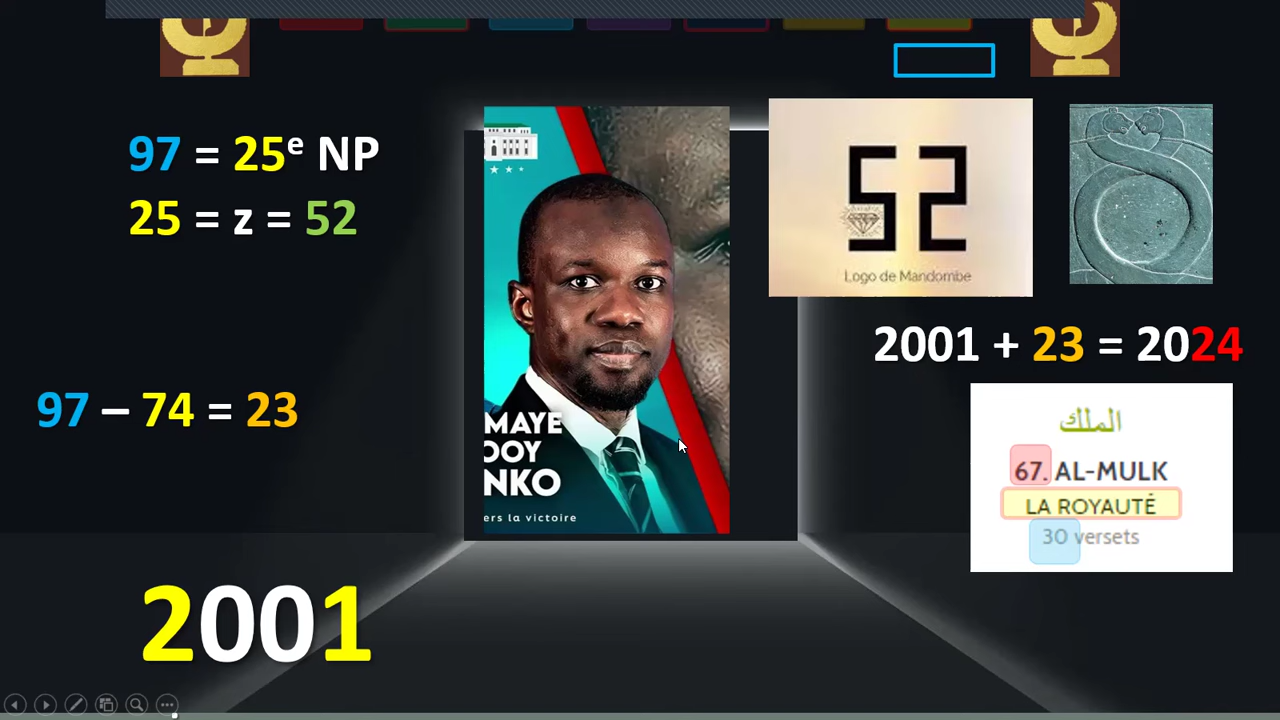 97 = 25e NP
25 = z = 52
97 – 74 = 23
2001
MAYE
OOY
NKO
ers la victoire
52
Logo de Mandombe
2001 + 23 = 2024
الملك
67. AL-MULK
LA ROYAUTÉ
30 versets